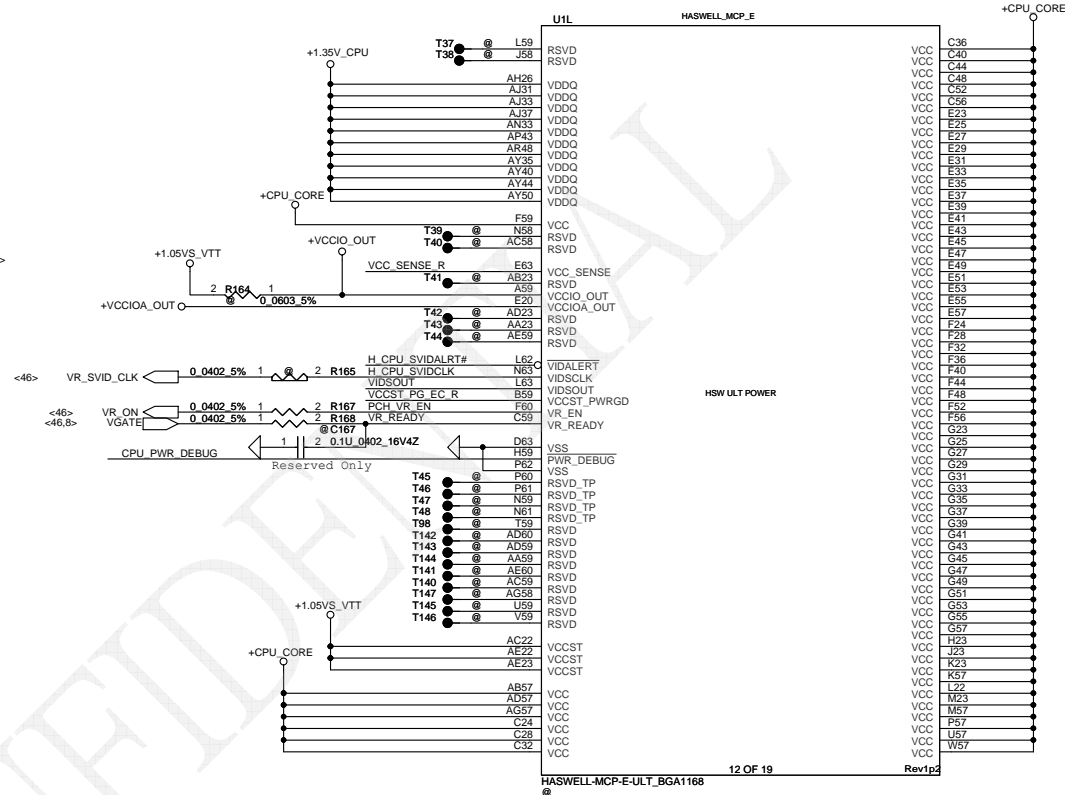 +CPU_CORE
U1L HASWELL_MCP_E
+1.35V_CPU
T37 @ L59 RSVD VCC C36
T38 @ J58 RSVD VCC C40
VCC C44
AH26 VDDQ VCC C48
AJ31 VDDQ VCC C52
AJ33 VDDQ VCC C56
AJ37 VDDQ VCC E23
AN33 VDDQ VCC E25
AP43 VDDQ VCC E27
AR48 VDDQ VCC E29
AY35 VDDQ VCC E31
AY40 VDDQ VCC E33
AY44 VDDQ VCC E35
AY50 VDDQ VCC E37
VCC E39
+CPU_CORE
F59 VCC VCC E41
T39 @ N58 RSVD VCC E43
T40 @ AC58 RSVD VCC E45
+VCCIO_OUT
VCC E47
+1.05VS_VTT
VCC_SENSE_R E63 VCC_SENSE VCC E49
>
T41 @ AB23 RSVD VCC E51
2 R164 1 A59 VCCIO_OUT VCC E53
@ 0_0603_5%
+VCCIOA_OUT E20 VCCIOA_OUT VCC E55
T42 @ AD23 RSVD VCC E57
T43 @ AA23 RSVD VCC F24
T44 @ AE59 RSVD VCC F28
VCC F32
H_CPU_SVIDALRT# L62 VIDALERT VCC F36
<46> VR_SVID_CLK 0_0402_5% 1 @ 2 R165 H_CPU_SVIDCLK N63 VIDSCLK VCC F40
VIDSOUT L63 VIDSOUT VCC F44
HSW ULT POWER
VCCST_PG_EC_R B59 VCCST_PWRGD VCC F48
<46> VR_ON 0_0402_5% 1 2 R167 PCH_VR_EN F60 VR_EN VCC F52
<46,8> VGATE 0_0402_5% 1 2 R168 VR_READY C59 VR_READY VCC F56
@ C167
VCC G23
1 2 0.1U_0402_16V4Z D63 VSS VCC G25
CPU_PWR_DEBUG H59 PWR_DEBUG VCC G27
Reserved Only
P62 VSS VCC G29
T45 @ P60 RSVD_TP VCC G31
T46 @ P61 RSVD_TP VCC G33
T47 @ N59 RSVD_TP VCC G35
T48 @ N61 RSVD_TP VCC G37
T98 @ T59 RSVD VCC G39
T142 @ AD60 RSVD VCC G41
T143 @ AD59 RSVD VCC G43
T144 @ AA59 RSVD VCC G45
T141 @ AE60 RSVD VCC G47
T140 @ AC59 RSVD VCC G49
T147 @ AG58 RSVD VCC G51
T145 @ U59 RSVD VCC G53
T146 @ V59 RSVD VCC G55
+1.05VS_VTT
VCC G57
AC22 VCCST VCC H23
AE22 VCCST VCC J23
AE23 VCCST VCC K23
+CPU_CORE
VCC K57
VCC L22
AB57 VCC VCC M23
AD57 VCC VCC M57
AG57 VCC VCC P57
C24 VCC VCC U57
C28 VCC VCC W57
C32 VCC
12 OF 19 Rev1p2
HASWELL-MCP-E-ULT_BGA1168
@
NFIDENTIAL